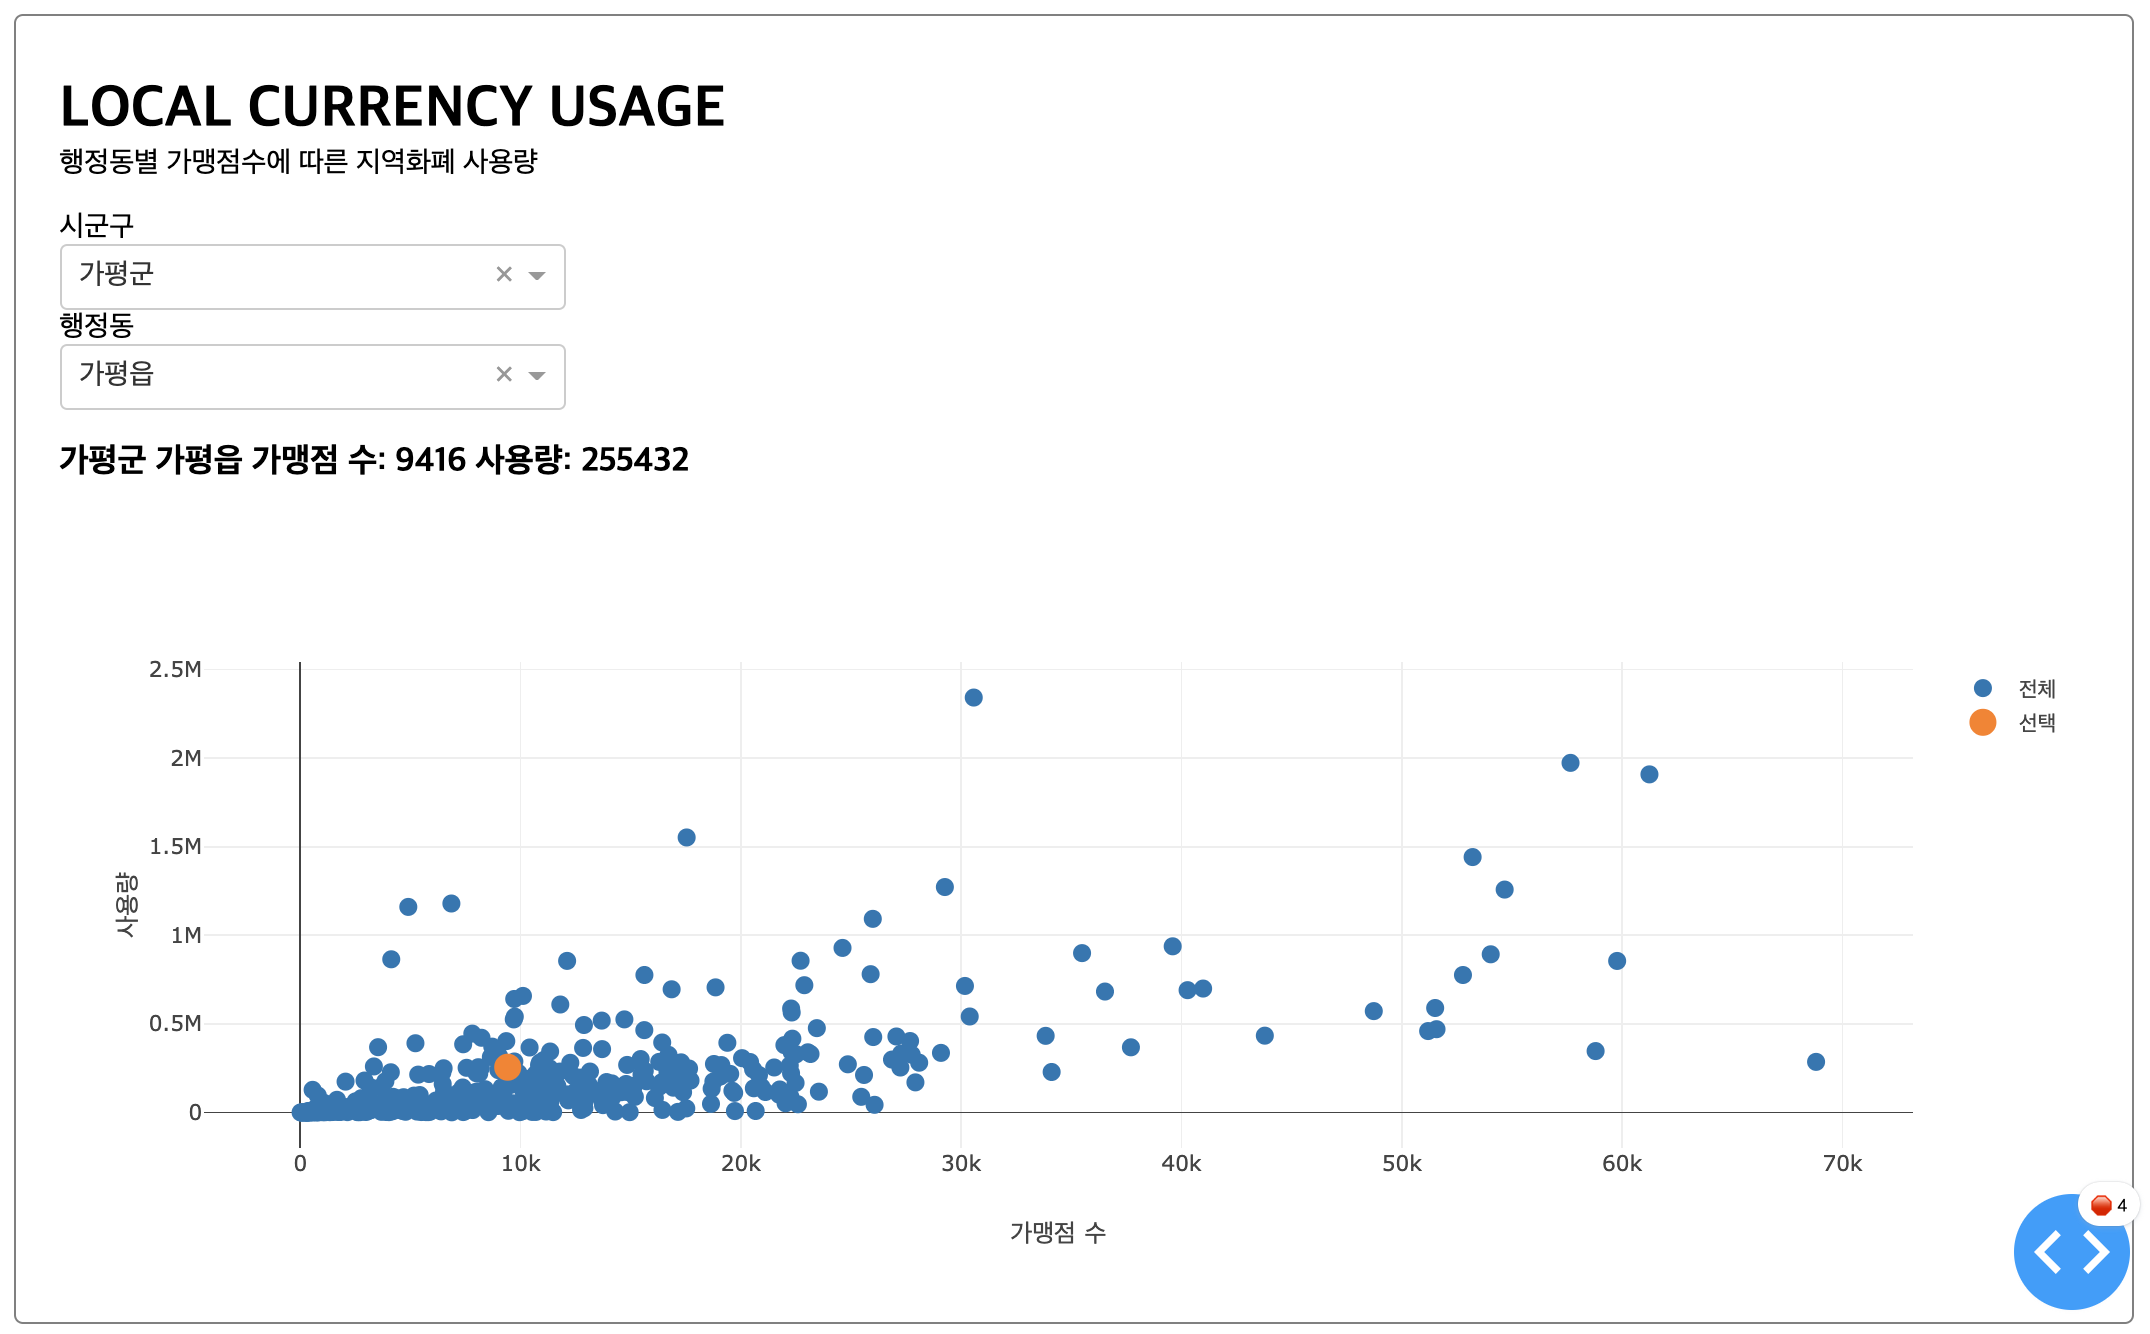 LOCAL CURRENCY USAGE
행정동별 가맹점수에 따른 지역화폐 사용량
시군구
가평군
행정동
가평읍
가평군 가평읍 가맹점 수: 9416 사용량: 255432
2.5M
2M
1.5M
1M
0.5M
0
사용량
0 10k 20k 30k 40k 50k 60k 70k
가맹점 수
전체
선택
4